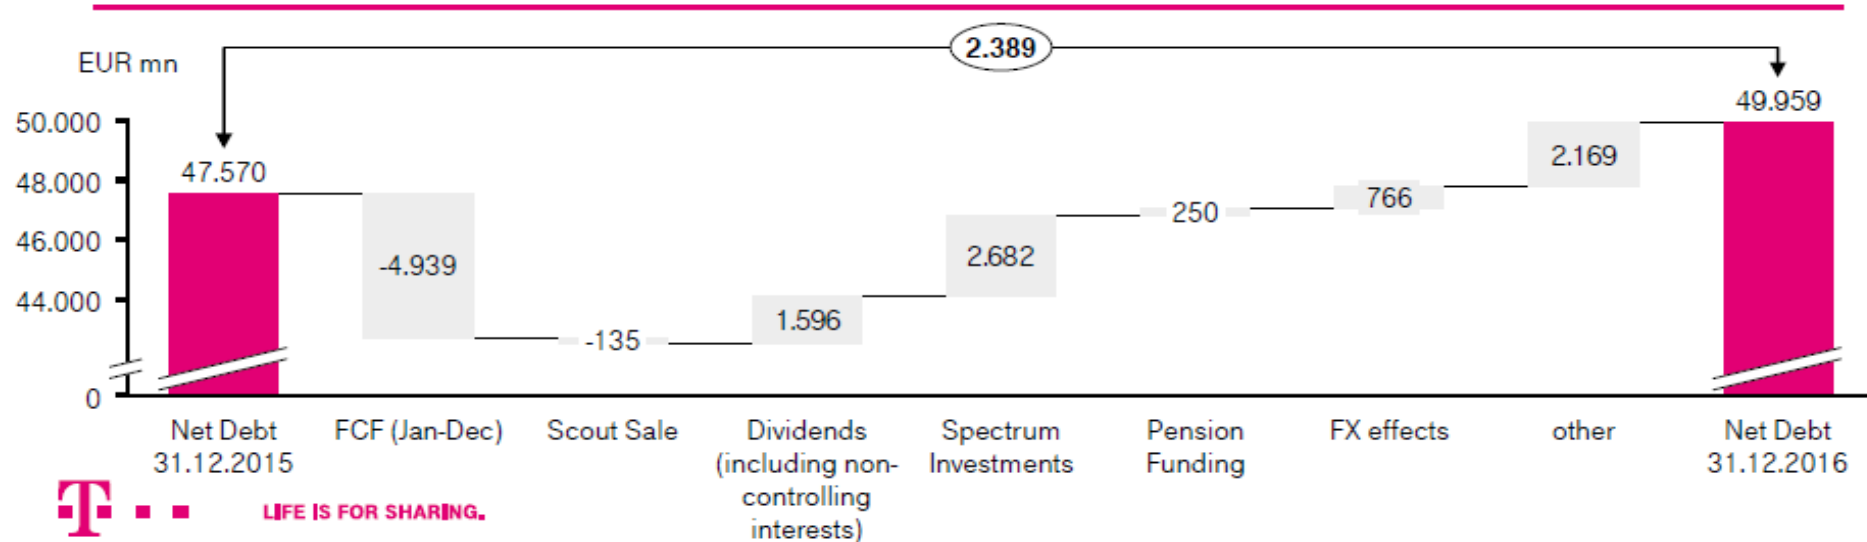 2.389
EUR mn
49.959
50.000
47.570
2.169
48.000
766
250
46.000
-4.939
2.682
44.000
1.596
-135
0
Net Debt
31.12.2015
FCF (Jan-Dec)
Scout Sale
Dividends
(including non-
controlling
interests)
Spectrum
Investments
Pension
Funding
FX effects
other
Net Debt
31.12.2016
T
LIFE IS FOR SHARING.